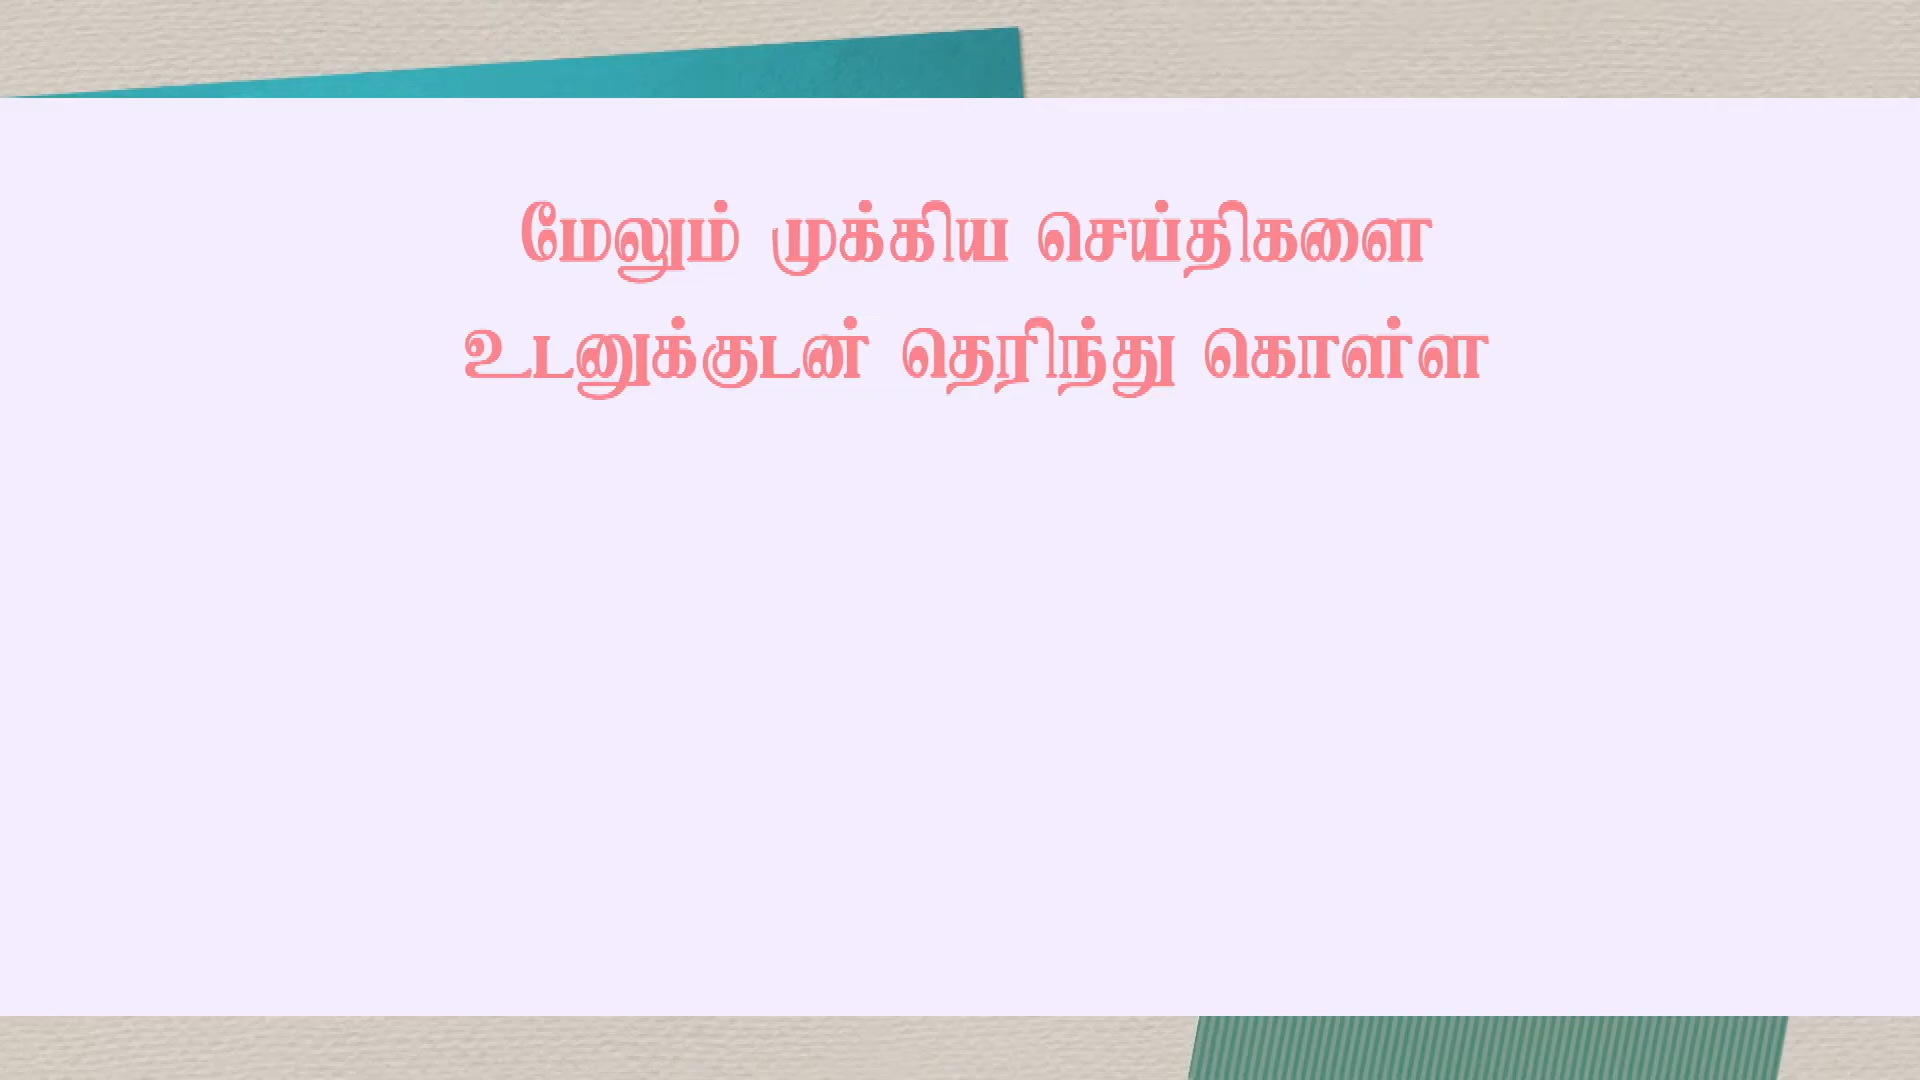 மேலும் முக்கிய செய்திகளை
உடனுக்குடன் தெரிந்து கொள்ள